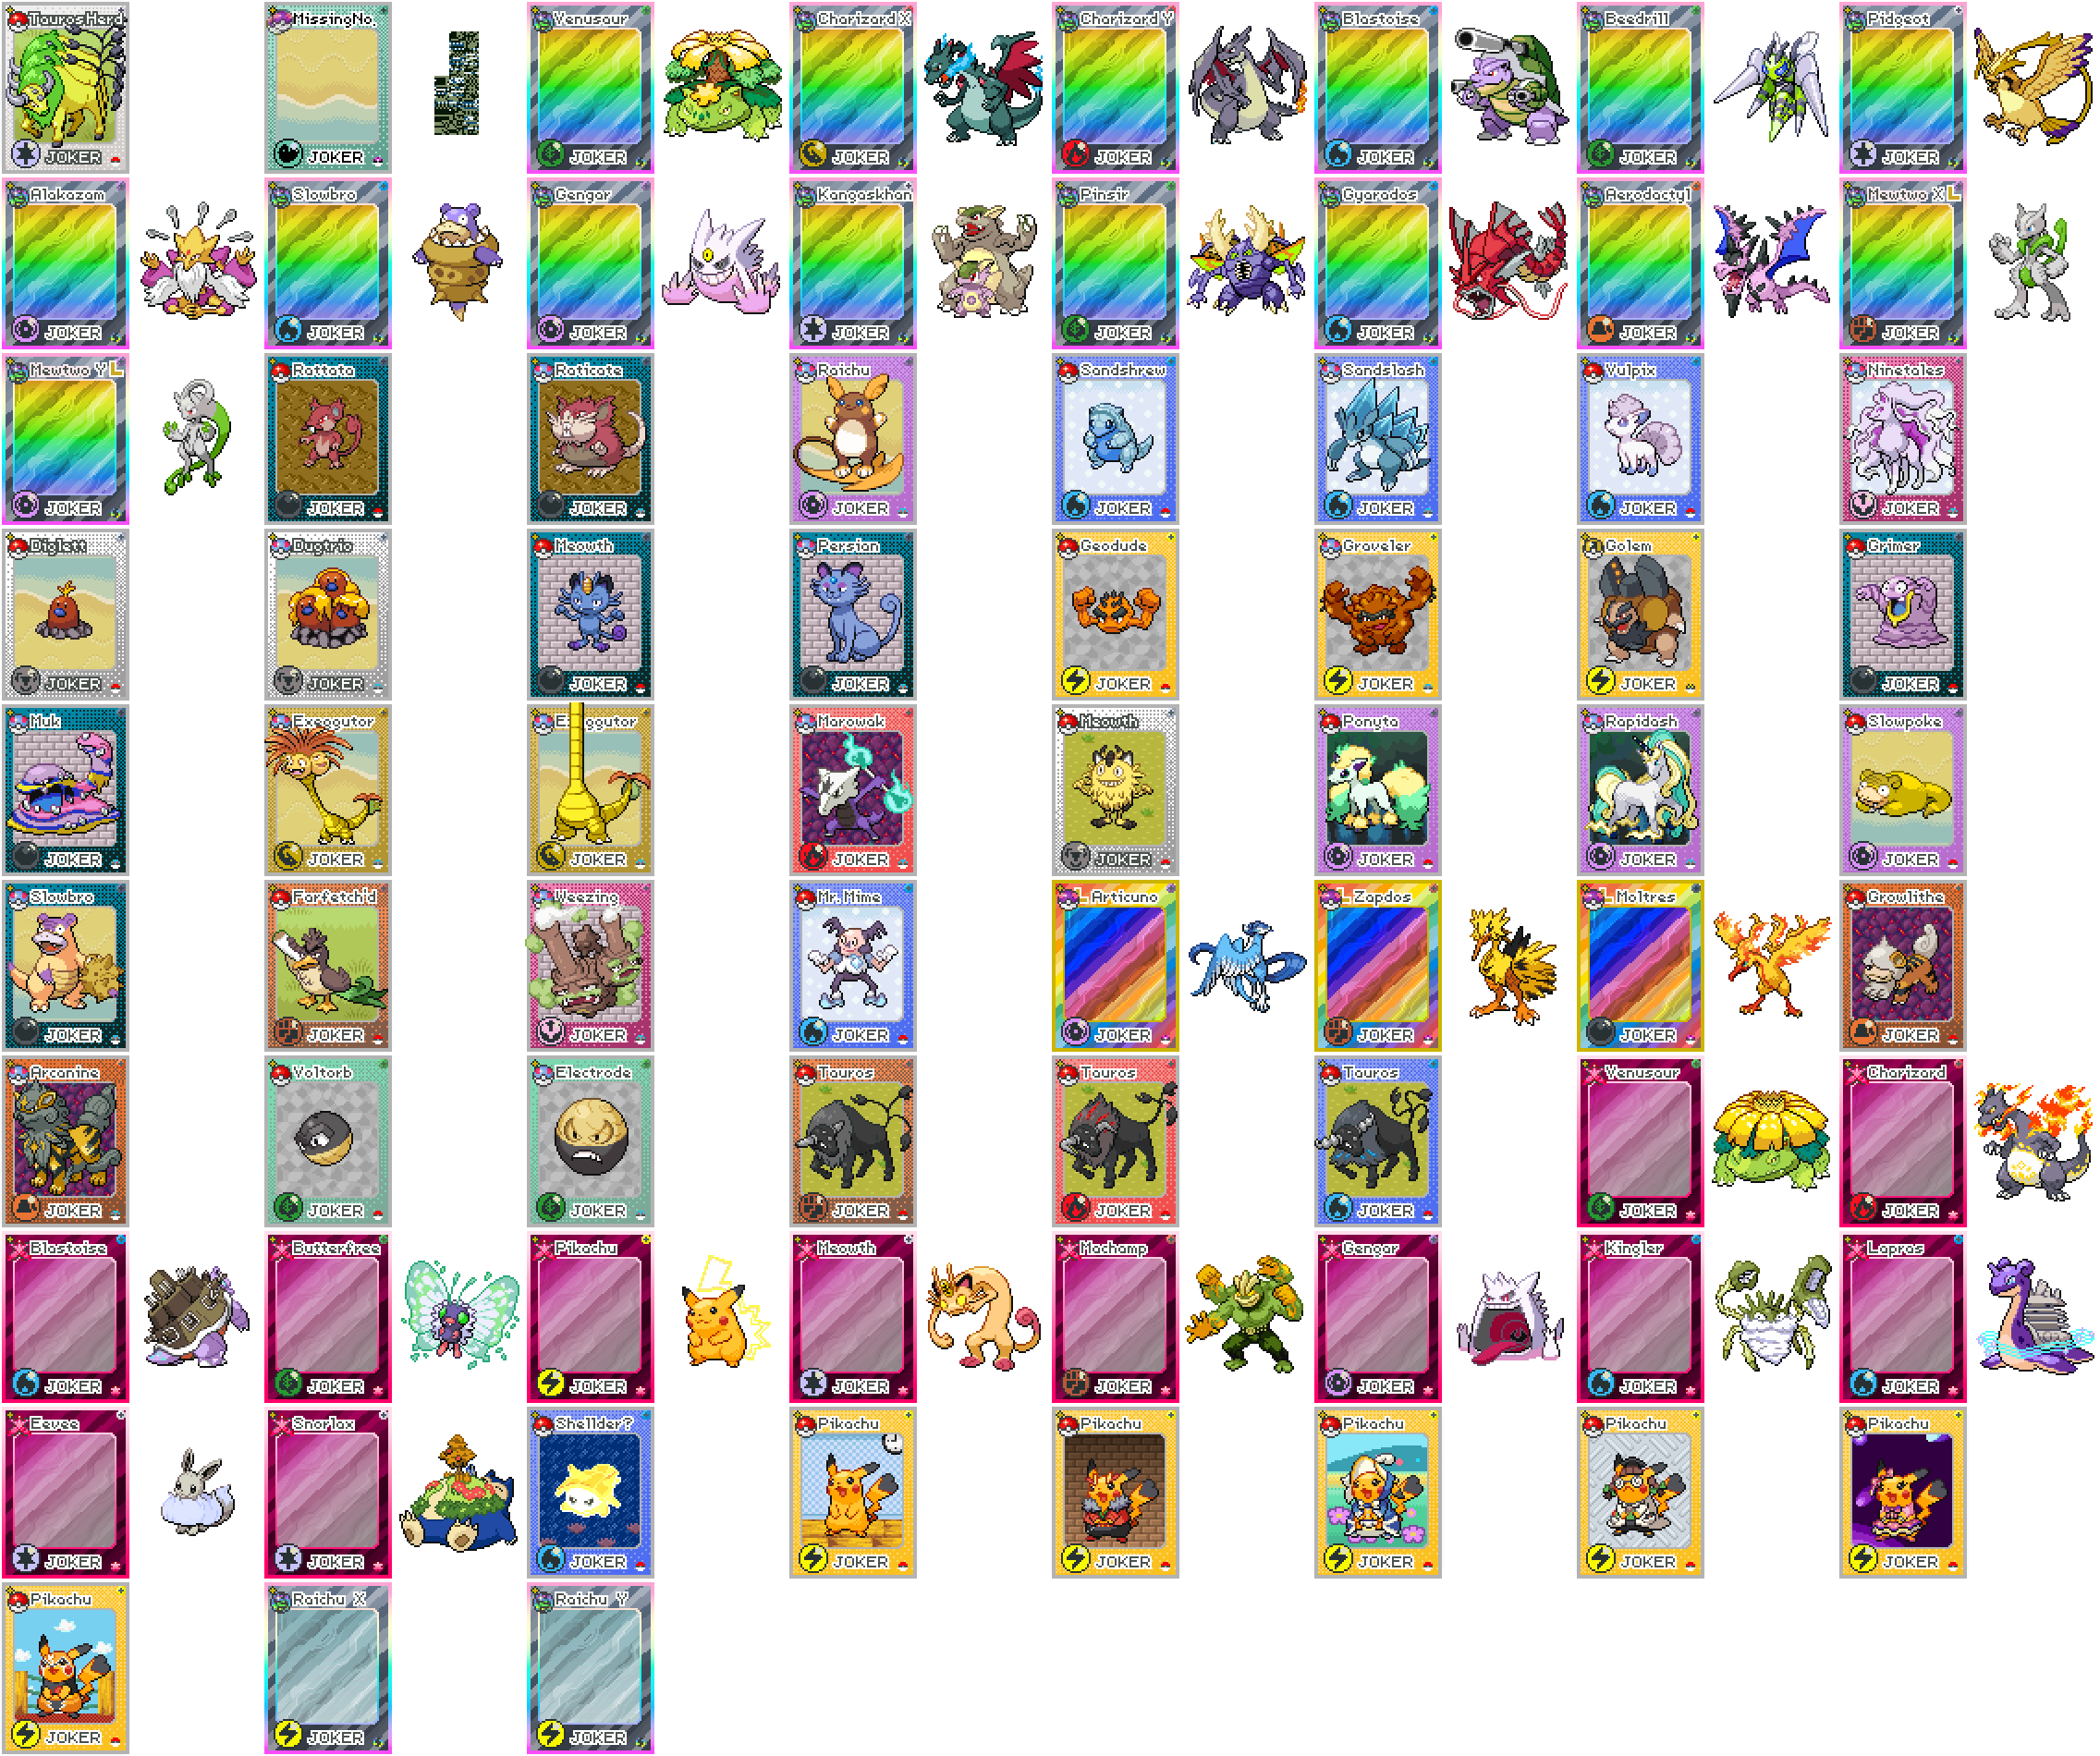 TaurosHerd
JOKER
MissingNo.
JOKER
Venusaur
JOKER
Charizard X
JOKER
Charizard Y
JOKER
Blastoise
JOKER
Beedrill
JOKER
Pidgeot
JOKER
Alakazam
JOKER
Slowbro
JOKER
Gengar
JOKER
Kangaskhan
JOKER
Pinsir
JOKER
Gyarados
JOKER
Aerodactyl
JOKER
Mewtwo X L
JOKER
Mewtwo Y L
JOKER
Rattata
JOKER
Raticate
JOKER
Raichu
JOKER
Sandshrew
JOKER
Sandslash
JOKER
Vulpix
JOKER
Ninetales
JOKER
Diglett
JOKER
Dugtrio
JOKER
Meowth
JOKER
Persian
JOKER
Geodude
JOKER
Graveler
JOKER
Golem
JOKER
Grimer
JOKER
Muk
JOKER
Exeggutor
JOKER
Exeggutor
JOKER
Marowak
JOKER
Meowth
JOKER
Ponyta
JOKER
Rapidash
JOKER
Slowpoke
JOKER
Slowbro
JOKER
Farfetchd
JOKER
Weezing
JOKER
Mr. Mime
JOKER
L Articuno
JOKER
L Zapdos
JOKER
L Moltres
JOKER
Growlithe
JOKER
Arcanine
JOKER
Voltorb
JOKER
Electrode
JOKER
Tauros
JOKER
Tauros
JOKER
Tauros
JOKER
Venusaur
JOKER
Charizard
JOKER
Blastoise
JOKER
Butterfree
JOKER
Pikachu
JOKER
Meowth
JOKER
Machamp
JOKER
Gengar
JOKER
Kingler
JOKER
Lapras
JOKER
Eevee
JOKER
Snorlax
JOKER
Shellder?
JOKER
Pikachu
JOKER
Pikachu
JOKER
Pikachu
JOKER
Pikachu
JOKER
Pikachu
JOKER
Pikachu
JOKER
Raichu X
JOKER
Raichu Y
JOKER